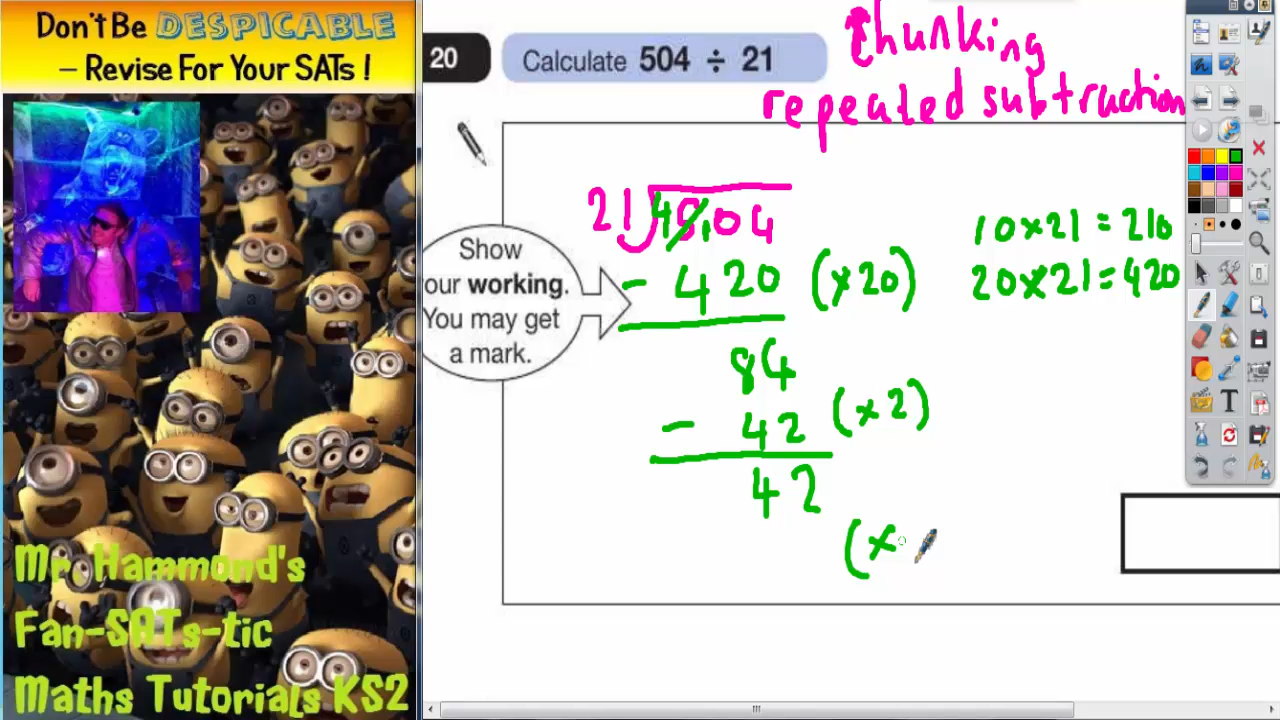 Don't Be DESPICABLE
– Revise For Your SATs !
Mr. Hammond's
Fan-SATs-tic
Maths Tutorials KS2
20
Calculate 504 ÷ 21
chunking
repeated subtraction
Show
our working.
You may get
a mark.
21 504
- 420 (×20)
84
- 42 (×2)
42
(×
10×21=210
20×21=420